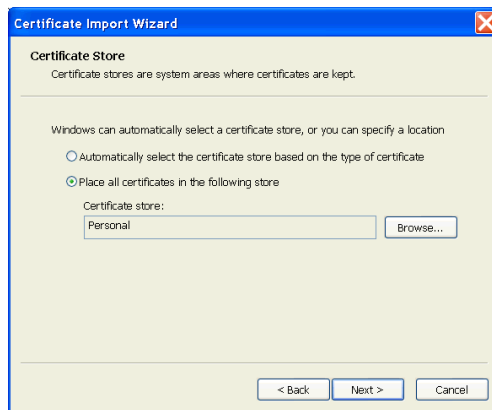 Certificate Import Wizard
Certificate Store
Certificate stores are system areas where certificates are kept.
Windows can automatically select a certificate store, or you can specify a location
Automatically select the certificate store based on the type of certificate
Place all certificates in the following store
Certificate store:
Personal
Browse...
< Back
Next >
Cancel